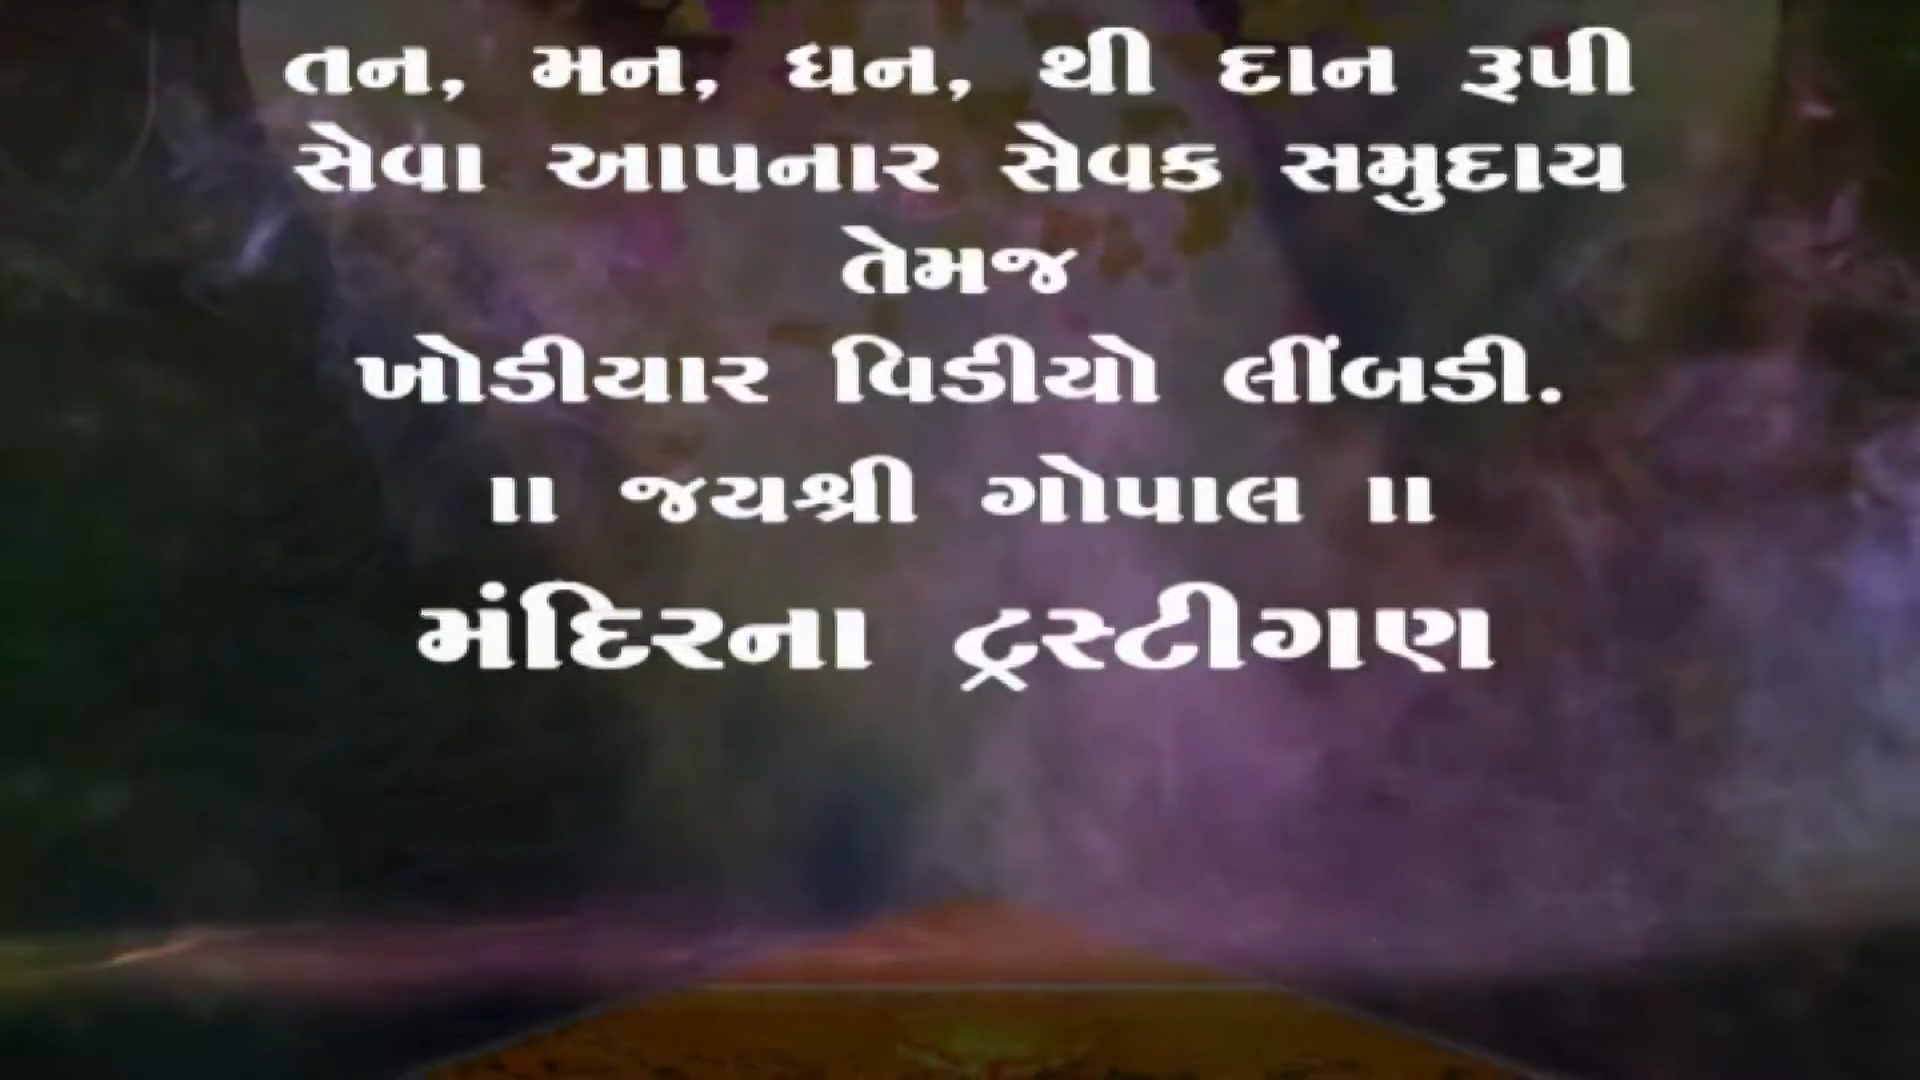 તન, મન, ધન, થી દાન રૂપી
સેવા આપનાર સેવક સમુદાય
તેમજ
ખોડીયાર વિડીયો લીંબડી.
॥ જયશ્રી ગોપાલ ॥
મંદિરના ટ્રસ્ટીગણ